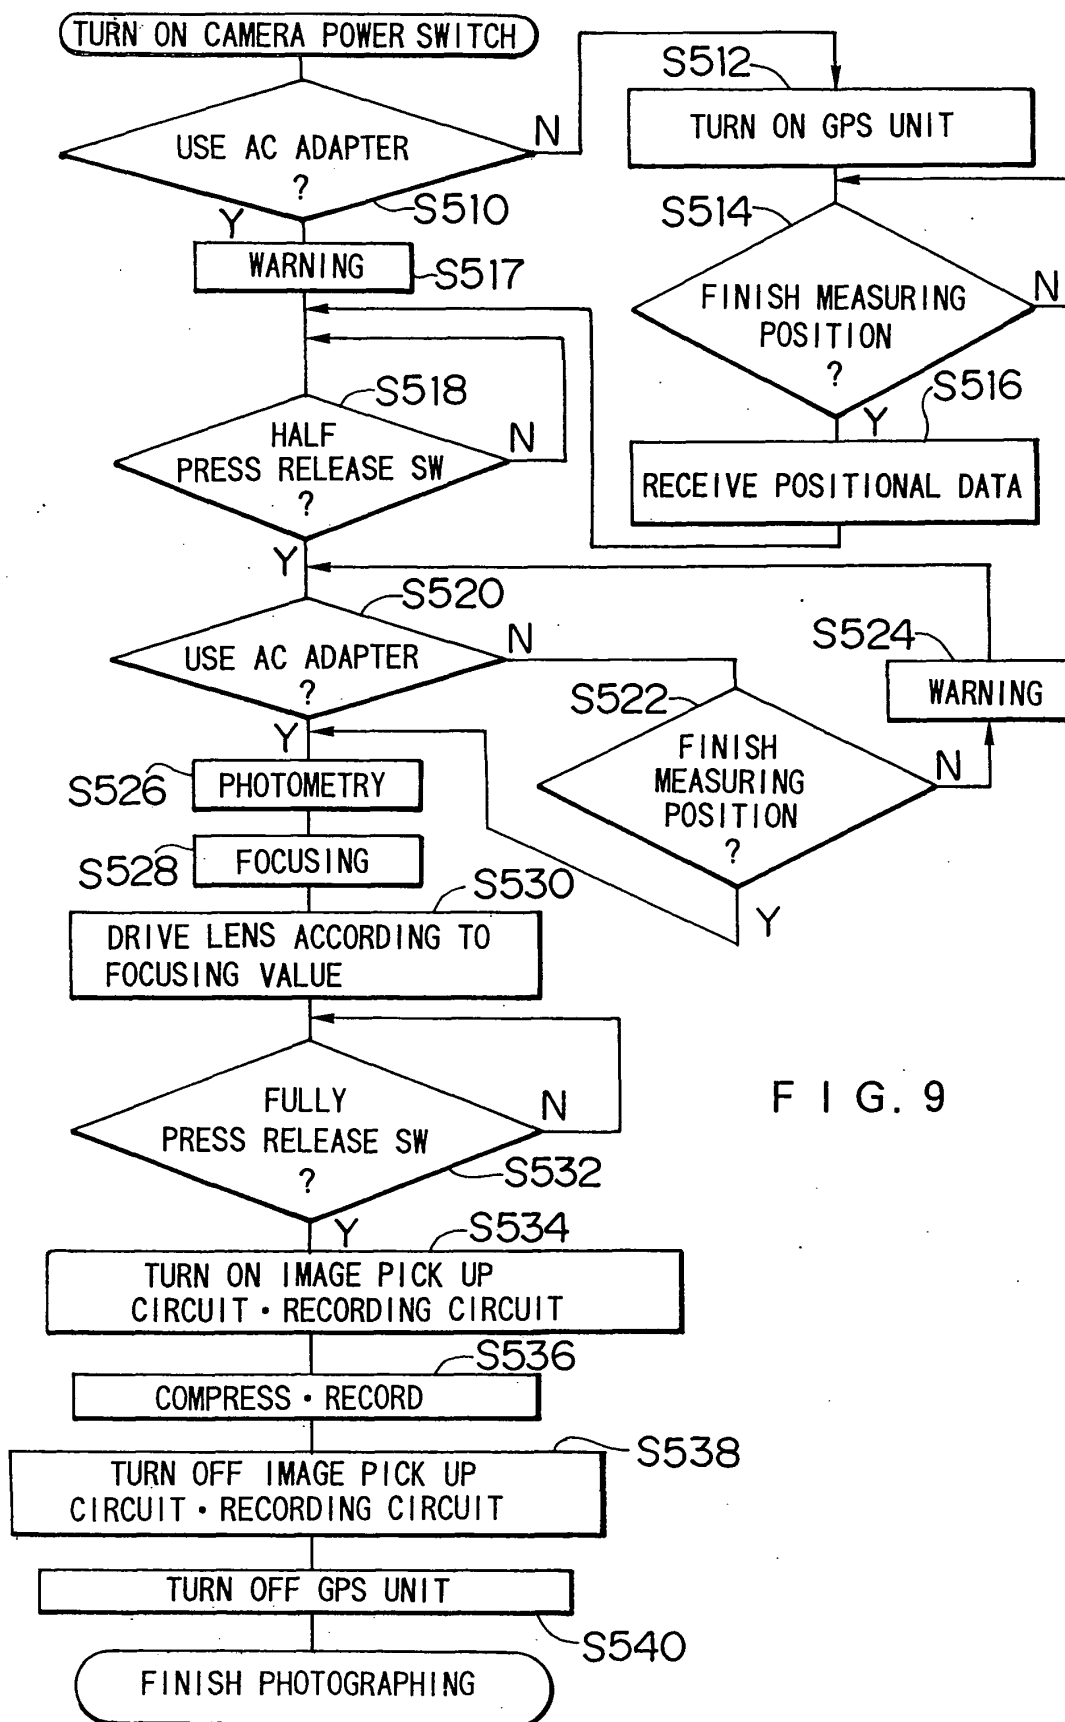 TURN ON CAMERA POWER SWITCH
USE AC ADAPTER
?
S510
N
Y
S512
TURN ON GPS UNIT
S514
FINISH MEASURING
POSITION
?
N
Y
S516
RECEIVE POSITIONAL DATA
WARNING
S517
S518
HALF
PRESS RELEASE SW
?
N
Y
S520
USE AC ADAPTER
?
N
Y
S522
FINISH
MEASURING
POSITION
?
N
Y
S524
WARNING
S526
PHOTOMETRY
S528
FOCUSING
S530
DRIVE LENS ACCORDING TO
FOCUSING VALUE
FULLY
PRESS RELEASE SW
?
N
S532
Y
FIG. 9
S534
TURN ON IMAGE PICK UP
CIRCUIT・RECORDING CIRCUIT
S536
COMPRESS・RECORD
S538
TURN OFF IMAGE PICK UP
CIRCUIT・RECORDING CIRCUIT
TURN OFF GPS UNIT
S540
FINISH PHOTOGRAPHING